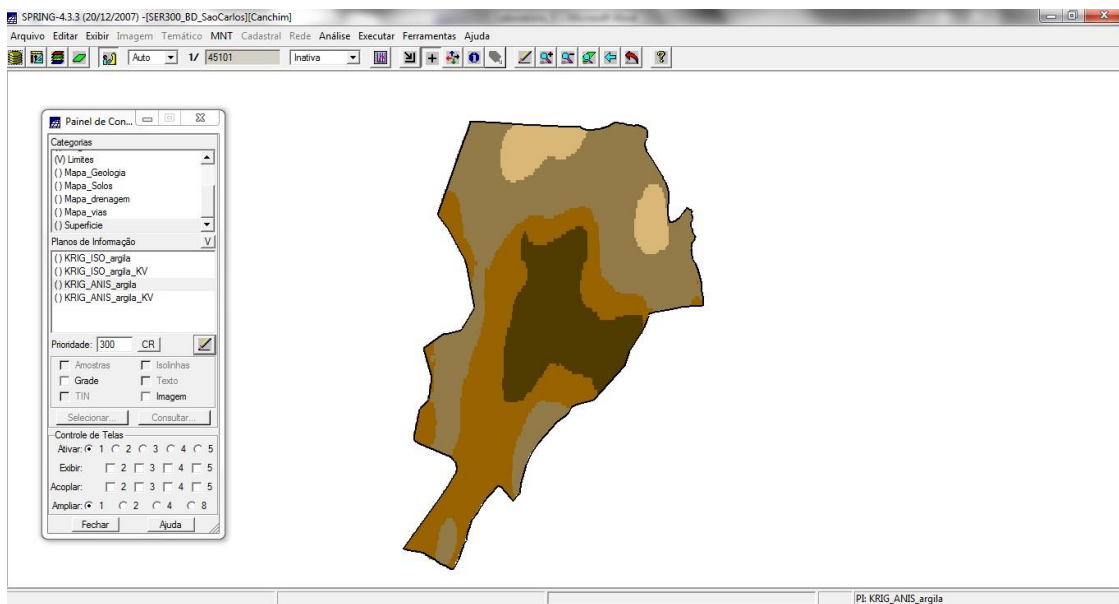 SPRING-4.3.3 (20/12/2007) -[SER300_BD_SaoCarlos][Canchim]
Arquivo Editar Exibir Imagem Temático MNT Cadastral Rede Análise Executar Ferramentas Ajuda
Auto 1/ 45101 Inativa
Painel de Con...
Categorias
(V) Limites
( ) Mapa_Geologia
( ) Mapa_Solos
( ) Mapa_drenagem
( ) Mapa_vias
( ) Superficie
Planos de Informação V
( ) KRIG_ISO_argila
( ) KRIG_ISO_argila_KV
( ) KRIG_ANIS_argila
( ) KRIG_ANIS_argila_KV
Prioridade: 300 CR
Amostras Isolinhas
Grade Texto
TIN Imagem
Selecionar... Consultar...
Controle de Telas
Ativar: 1 2 3 4 5
Exibir: 2 3 4 5
Acoplar: 2 3 4 5
Ampliar: 1 2 4 8
Fechar Ajuda
PI: KRIG_ANIS_argila